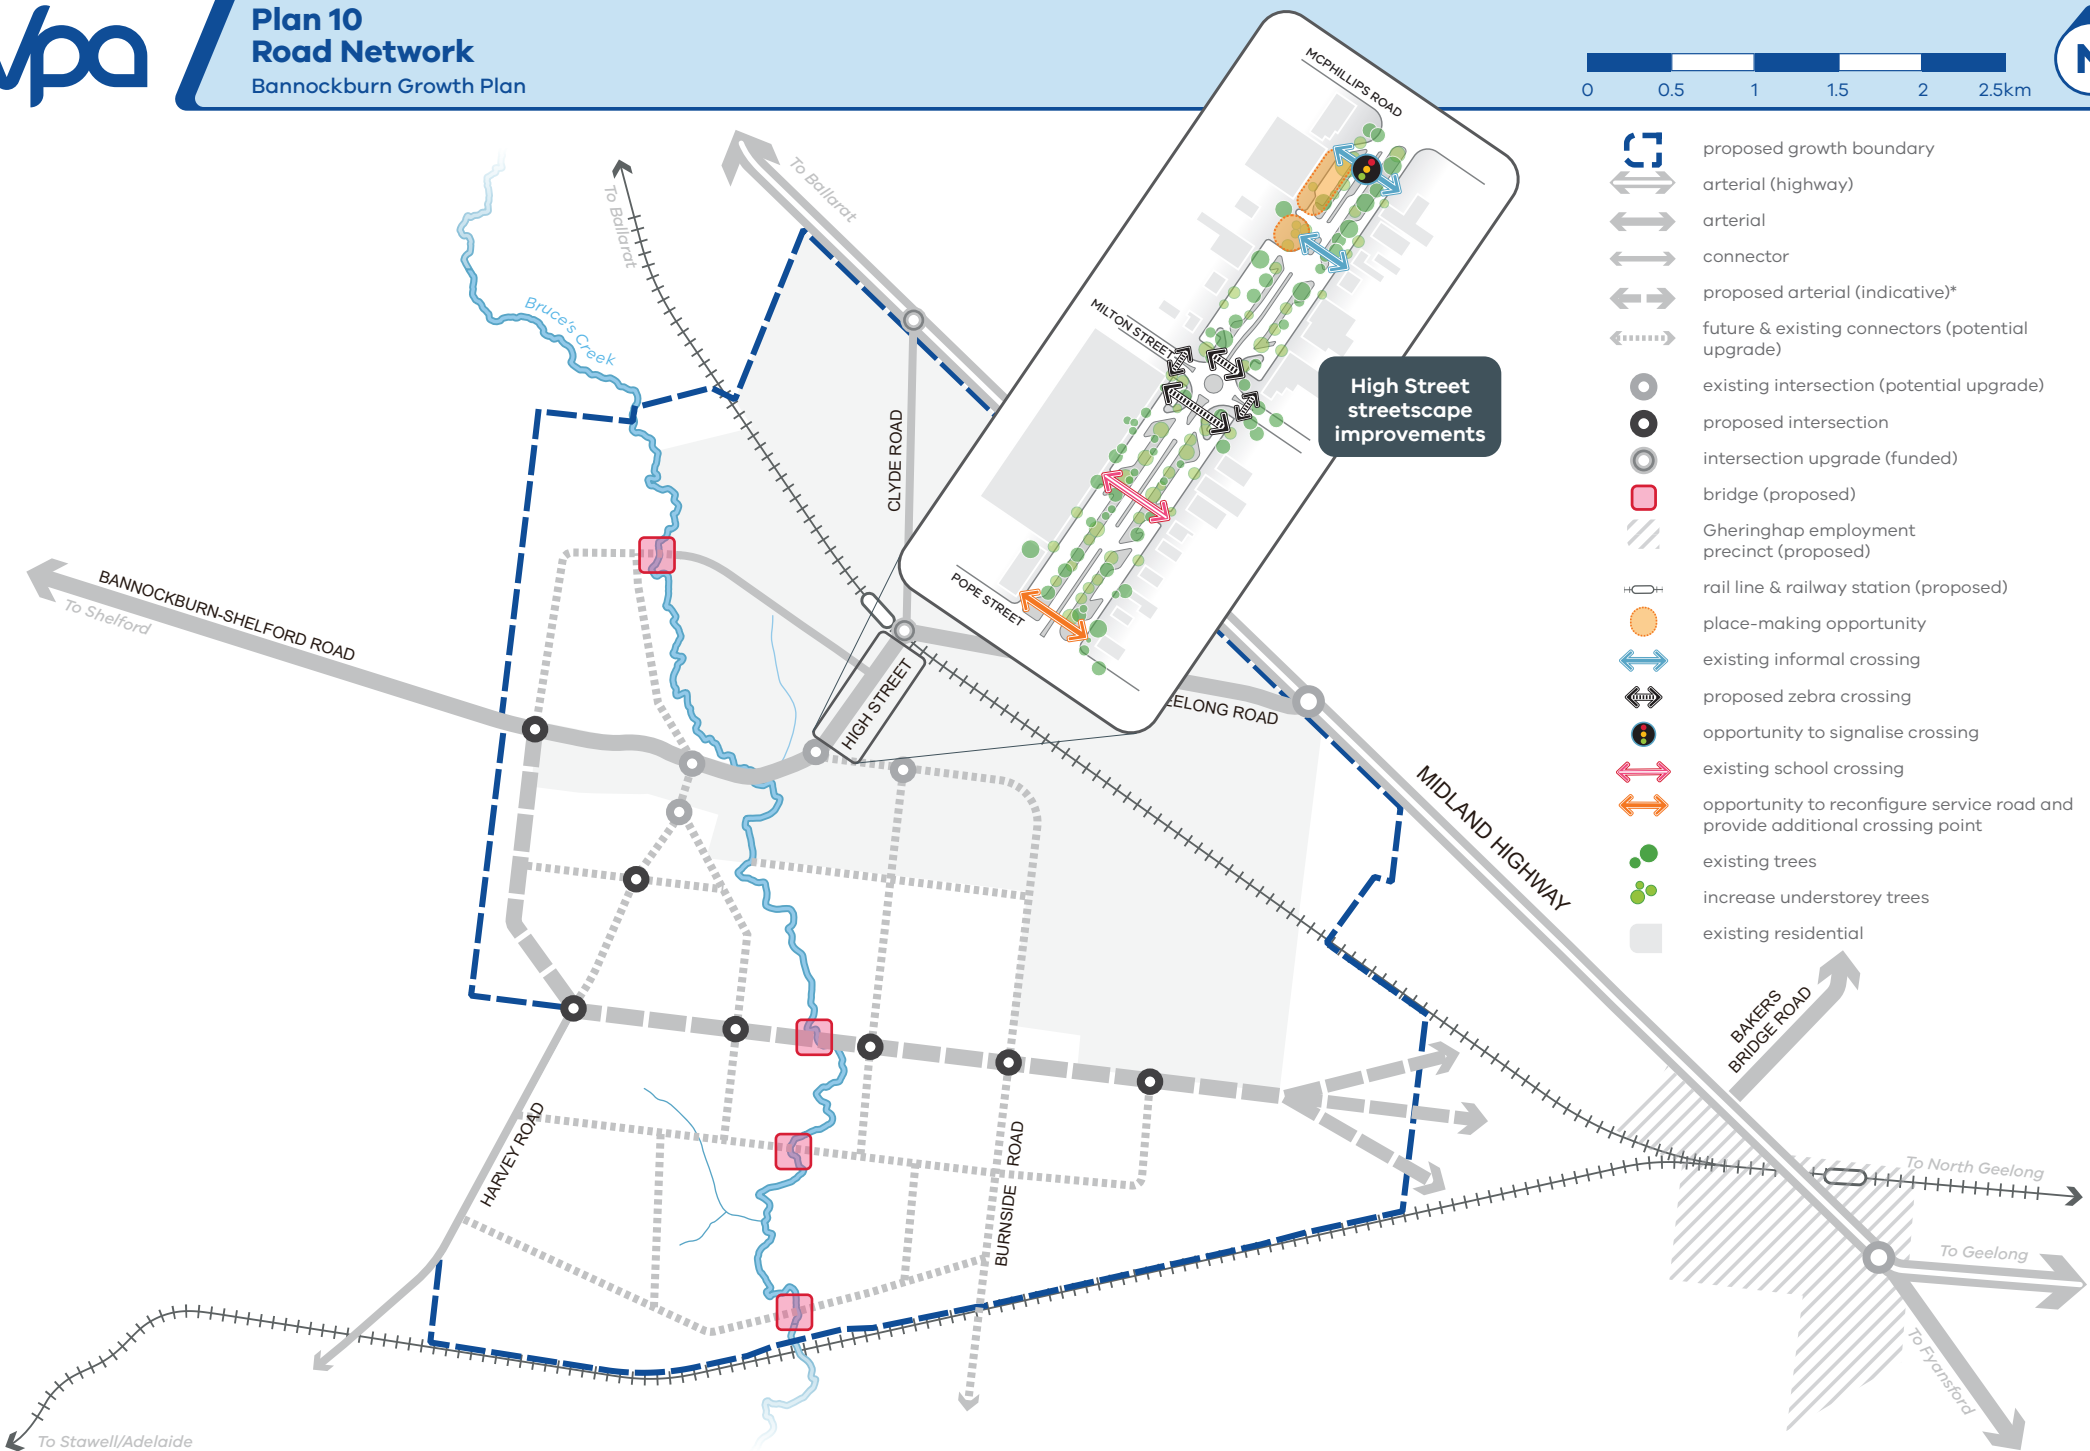 vpa
Plan 10
Road Network
Bannockburn Growth Plan
0 0.5 1 1.5 2 2.5km
N
proposed growth boundary
arterial (highway)
arterial
connector
proposed arterial (indicative)*
future & existing connectors (potential
upgrade)
existing intersection (potential upgrade)
proposed intersection
intersection upgrade (funded)
bridge (proposed)
Gheringhap employment
precinct (proposed)
rail line & railway station (proposed)
place-making opportunity
existing informal crossing
proposed zebra crossing
opportunity to signalise crossing
existing school crossing
opportunity to reconfigure service road and
provide additional crossing point
existing trees
increase understorey trees
existing residential
MCPHILLIPS ROAD
MILTON STREET
POPE STREET
High Street
streetscape
improvements
To Ballarat
To Ballarat
Bruce's Creek
CLYDE ROAD
BANNOCKBURN-SHELFORD ROAD
To Shelford
HIGH STREET
EELONG ROAD
MIDLAND HIGHWAY
BAKERS
BRIDGE ROAD
HARVEY ROAD
BURNSIDE ROAD
To North Geelong
To Geelong
To Fyansford
To Stawell/Adelaide